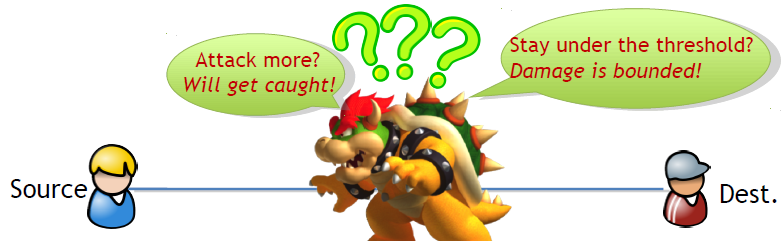 ???
Attack more?
Will get caught!
Stay under the threshold?
Damage is bounded!
Source
Dest.